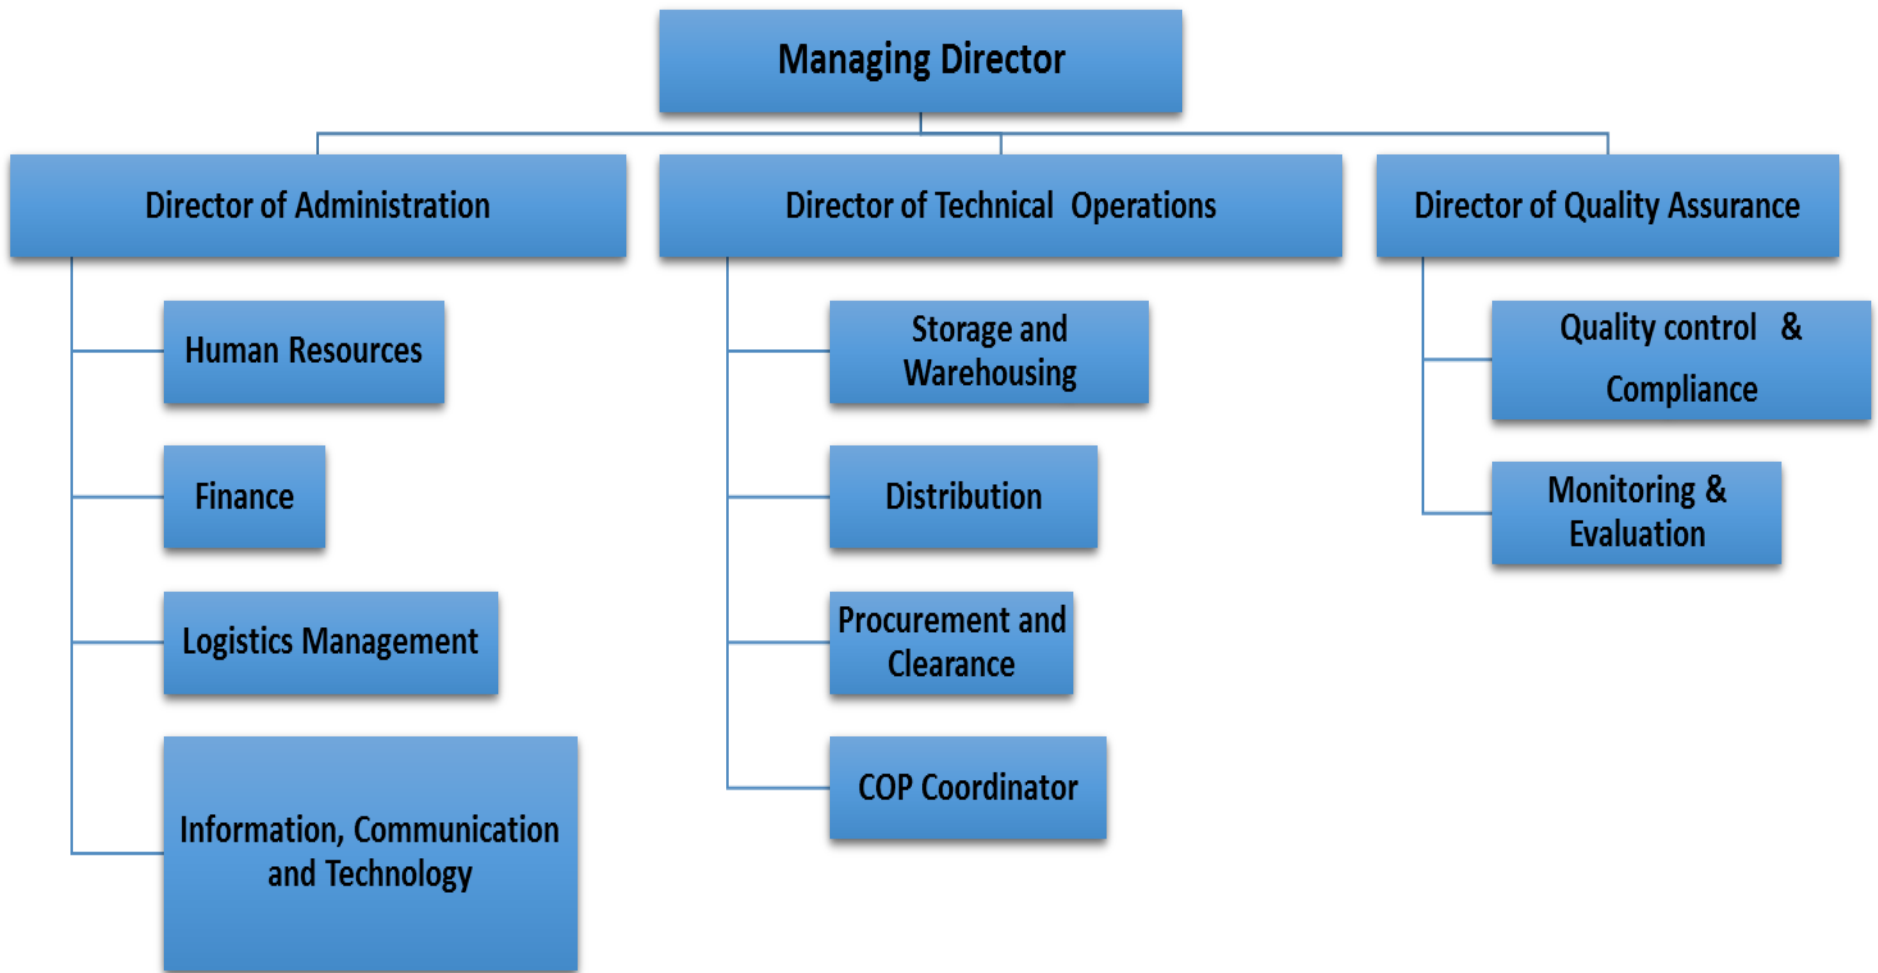 Managing Director
Director of Administration
Director of Technical  Operations
Director of Quality Assurance
Human Resources
Finance
Logistics Management
Information, Communication
and Technology
Storage and
Warehousing
Distribution
Procurement and
Clearance
COP Coordinator
Quality control  &
Compliance
Monitoring &
Evaluation